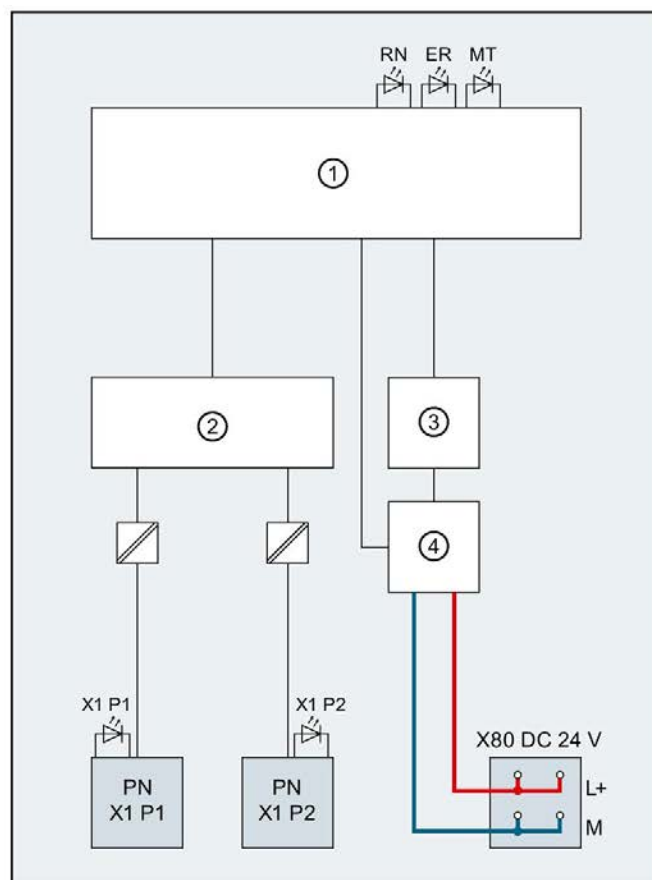 RN ER MT
①
②
③
④
X1 P1
X1 P2
X80 DC 24 V
PN
X1 P1
PN
X1 P2
L+
M